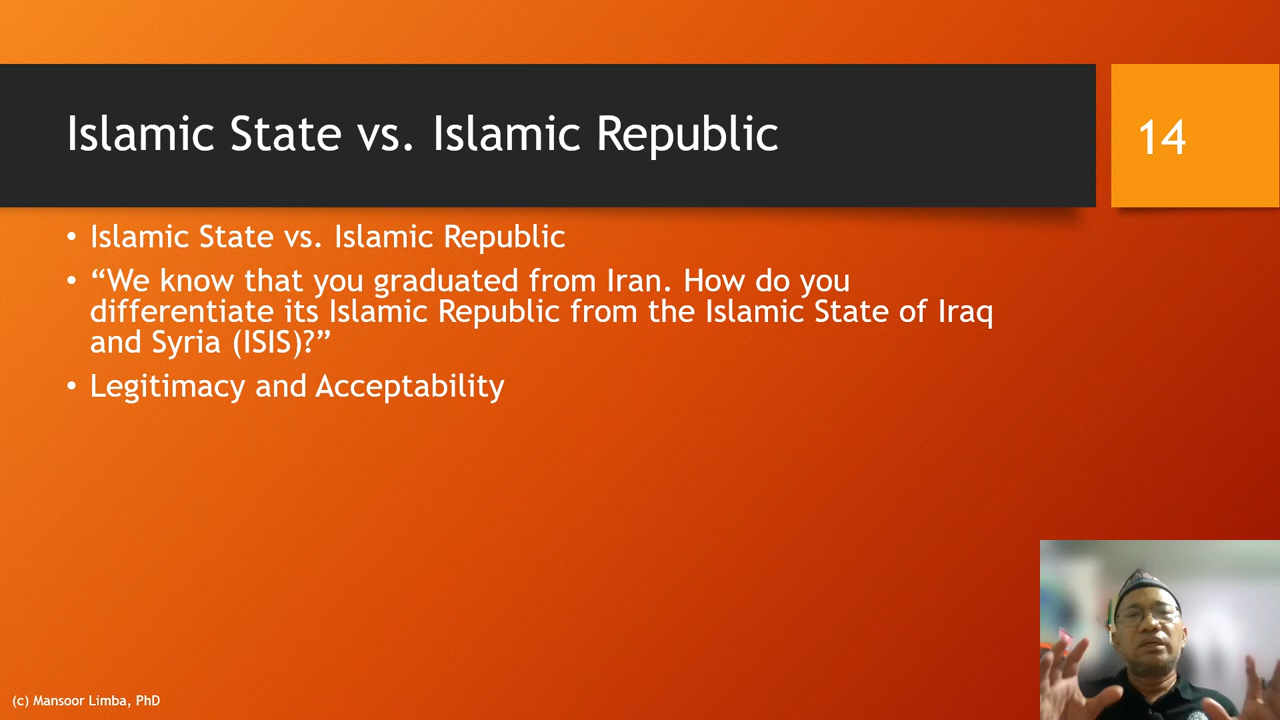 Islamic State vs. Islamic Republic
14
• Islamic State vs. Islamic Republic
• “We know that you graduated from Iran. How do you
differentiate its Islamic Republic from the Islamic State of Iraq
and Syria (ISIS)?”
• Legitimacy and Acceptability
(c) Mansoor Limba, PhD